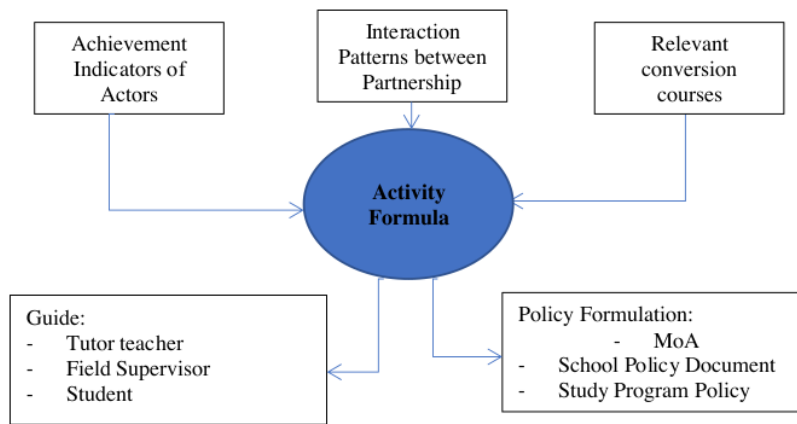 Achievement
Indicators of
Actors
Interaction
Patterns between
Partnership
Relevant
conversion
courses
Activity
Formula
Guide:
- Tutor teacher
- Field Supervisor
- Student
Policy Formulation:
- MoA
- School Policy Document
- Study Program Policy